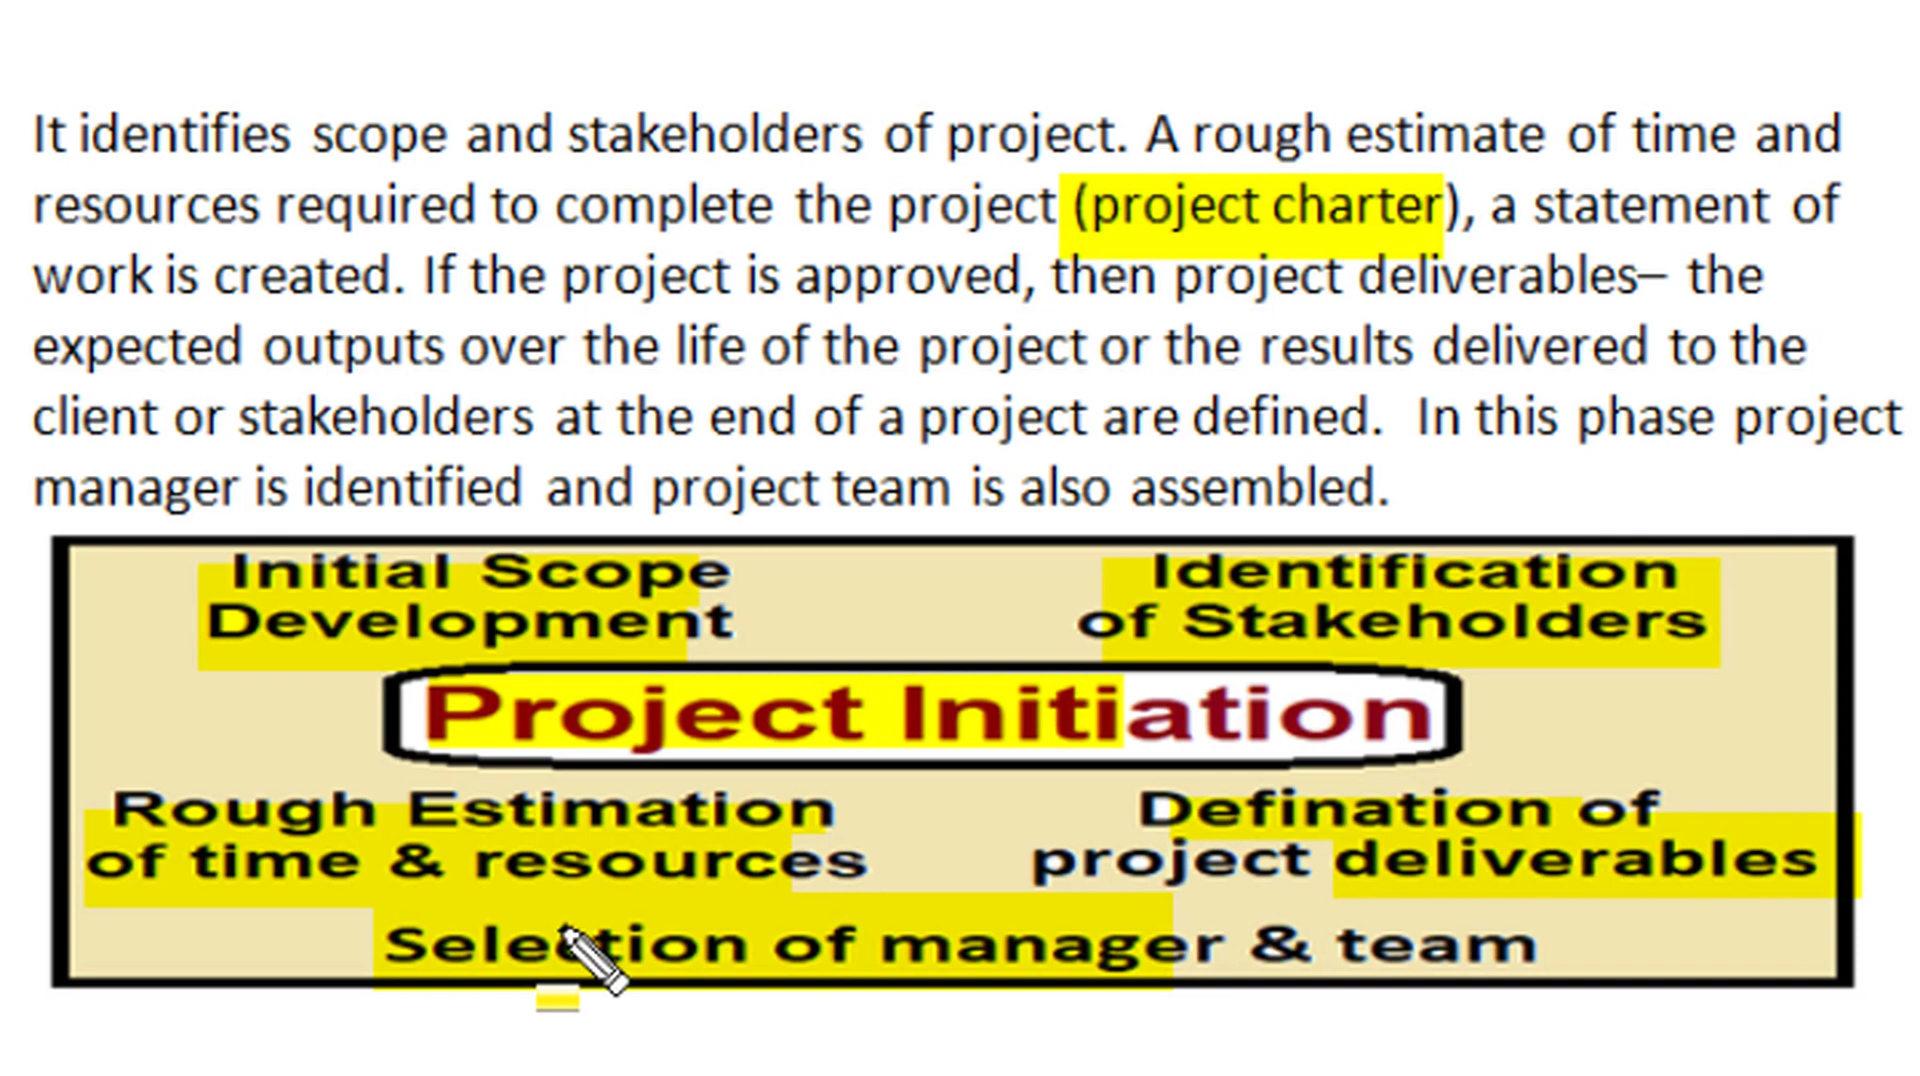 It identifies scope and stakeholders of project. A rough estimate of time and
resources required to complete the project (project charter), a statement of
work is created. If the project is approved, then project deliverables– the
expected outputs over the life of the project or the results delivered to the
client or stakeholders at the end of a project are defined. In this phase project
manager is identified and project team is also assembled.
Initial Scope
Development
Identification
of Stakeholders
Project Initiation
Rough Estimation
of time & resources
Defination of
project deliverables
Selection of manager & team